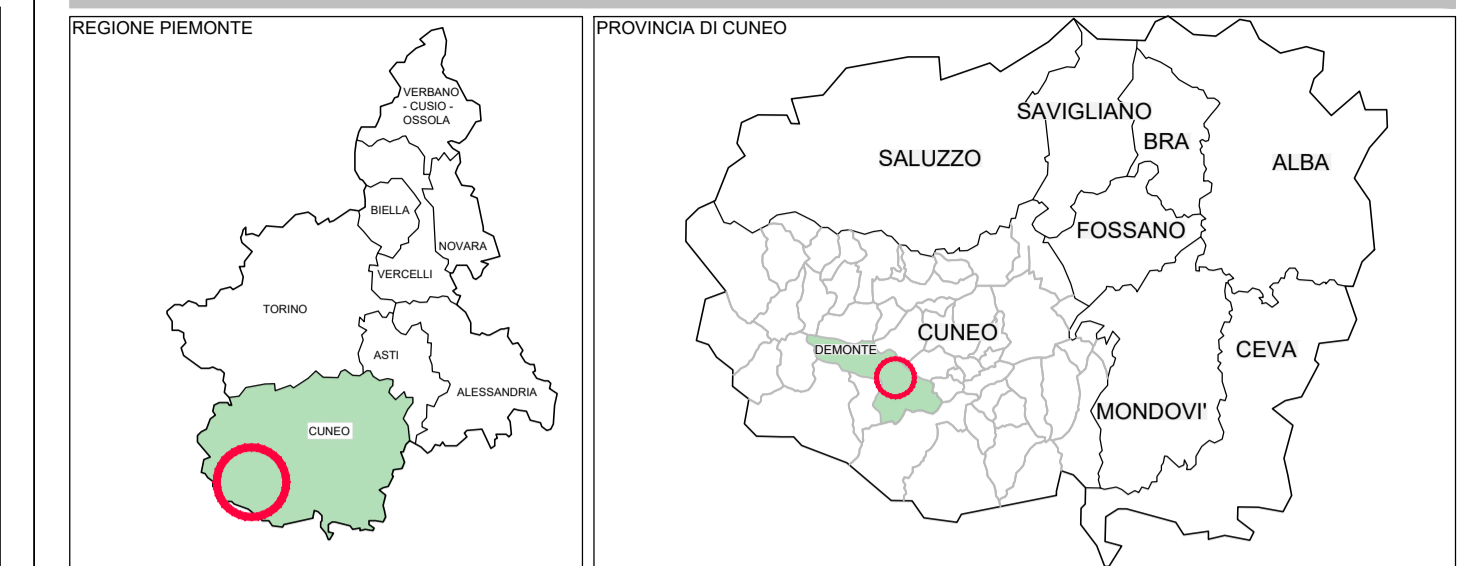 REGIONE PIEMONTE
VERBANO
- CUSIO -
OSSOLA
BIELLA
NOVARA
VERCELLI
TORINO
ASTI
ALESSANDRIA
CUNEO
PROVINCIA DI CUNEO
SAVIGLIANO
BRA
SALUZZO
ALBA
FOSSANO
CUNEO
DEMONTE
CEVA
MONDOVI'